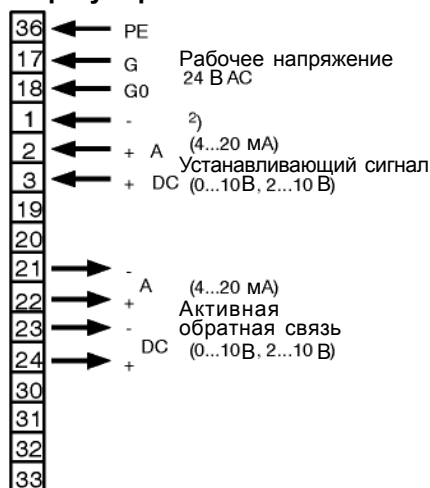 36 PE
17 G Рабочее напряжение
18 G0 24 В AC
1 - 2)
2 + A (4...20 мА)
3 + DC Устанавливающий сигнал
(0...10В, 2...10 В)
19
20
21 -
A (4...20 мА)
22 + Активная
23 - обратная связь
DC (0...10В, 2...10 В)
24 +
30
31
32
33